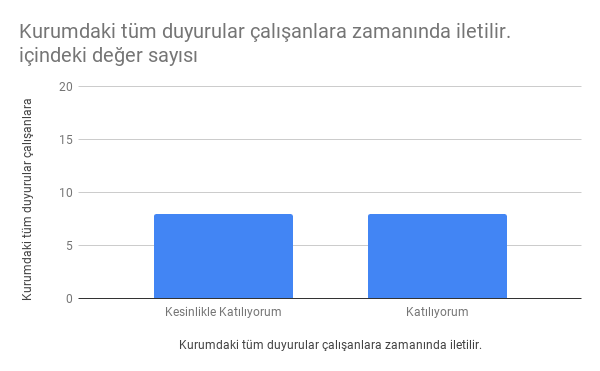 Kurumdaki tüm duyurular çalışanlara zamanında iletilir.
içindeki değer sayısı
Kurumdaki tüm duyurular çalışanlara
20
15
10
5
0
Kesinlikle Katılıyorum
Katılıyorum
Kurumdaki tüm duyurular çalışanlara zamanında iletilir.